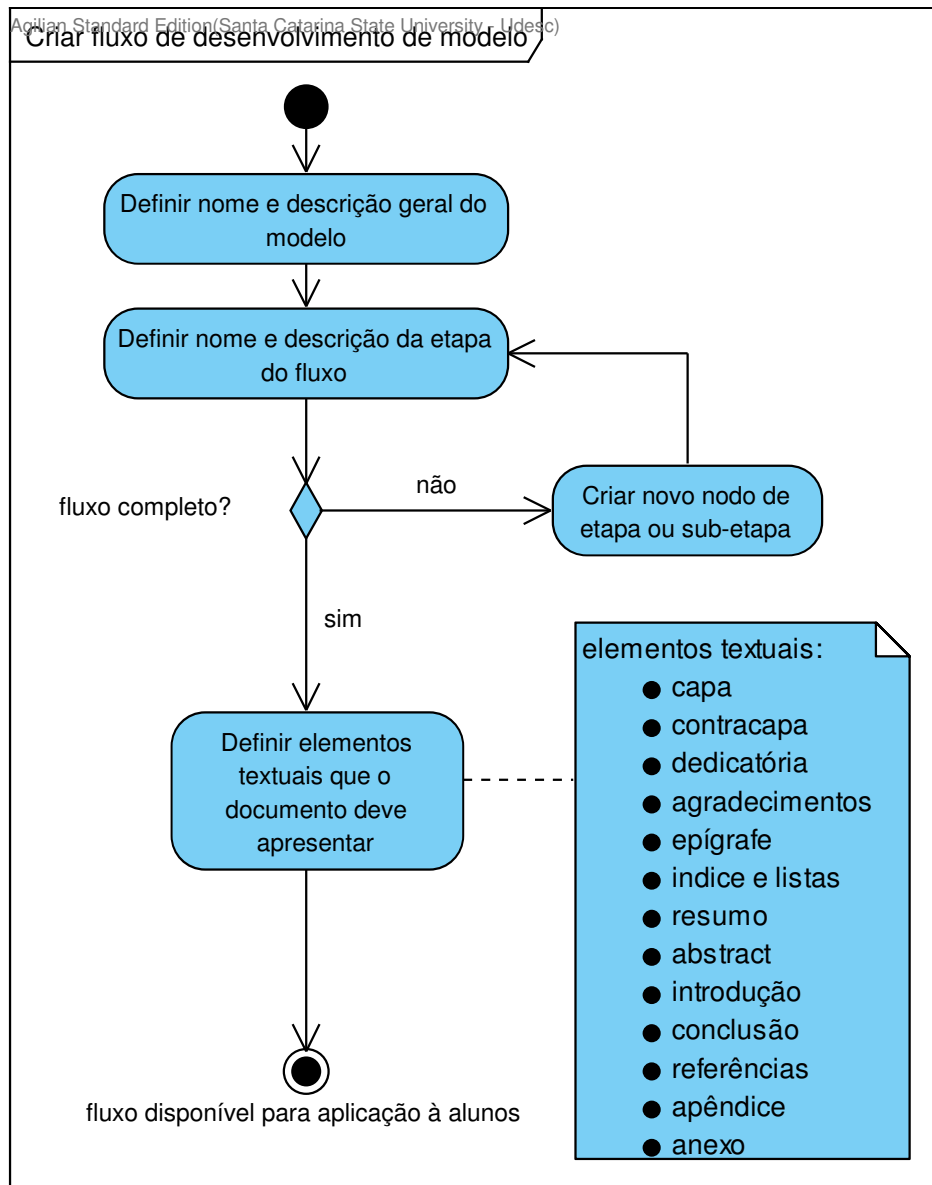 Agilian Standard Edition(Santa Catarina State University - Udesc)
Criar fluxo de desenvolvimento de modelo
Definir nome e descrição geral do
modelo
Definir nome e descrição da etapa
do fluxo
fluxo completo?
não
Criar novo nodo de
etapa ou sub-etapa
sim
Definir elementos
textuais que o
documento deve
apresentar
elementos textuais:
● capa
● contracapa
● dedicatória
● agradecimentos
● epígrafe
● indice e listas
● resumo
● abstract
● introdução
● conclusão
● referências
● apêndice
● anexo
fluxo disponível para aplicação à alunos